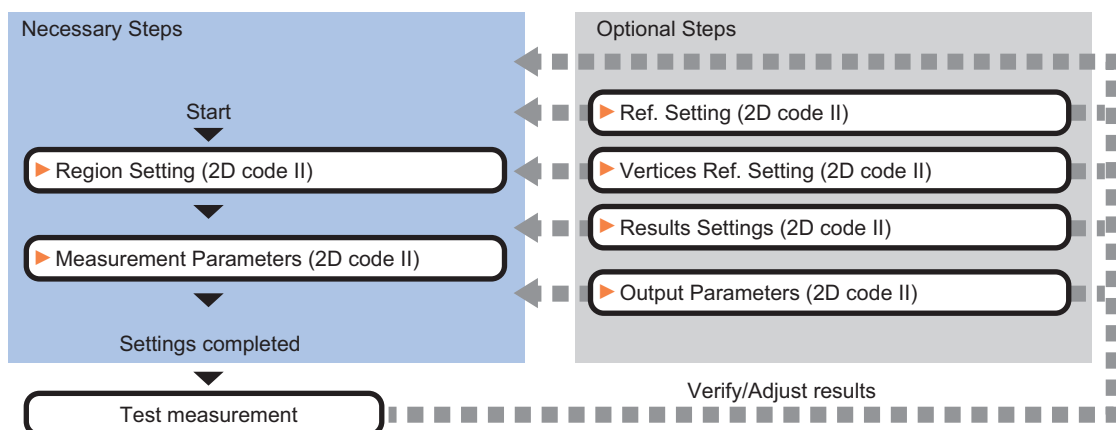 Necessary Steps
Start
Region Setting (2D code II)
Measurement Parameters (2D code II)
Settings completed
Test measurement
Optional Steps
Ref. Setting (2D code II)
Vertices Ref. Setting (2D code II)
Results Settings (2D code II)
Output Parameters (2D code II)
Verify/Adjust results